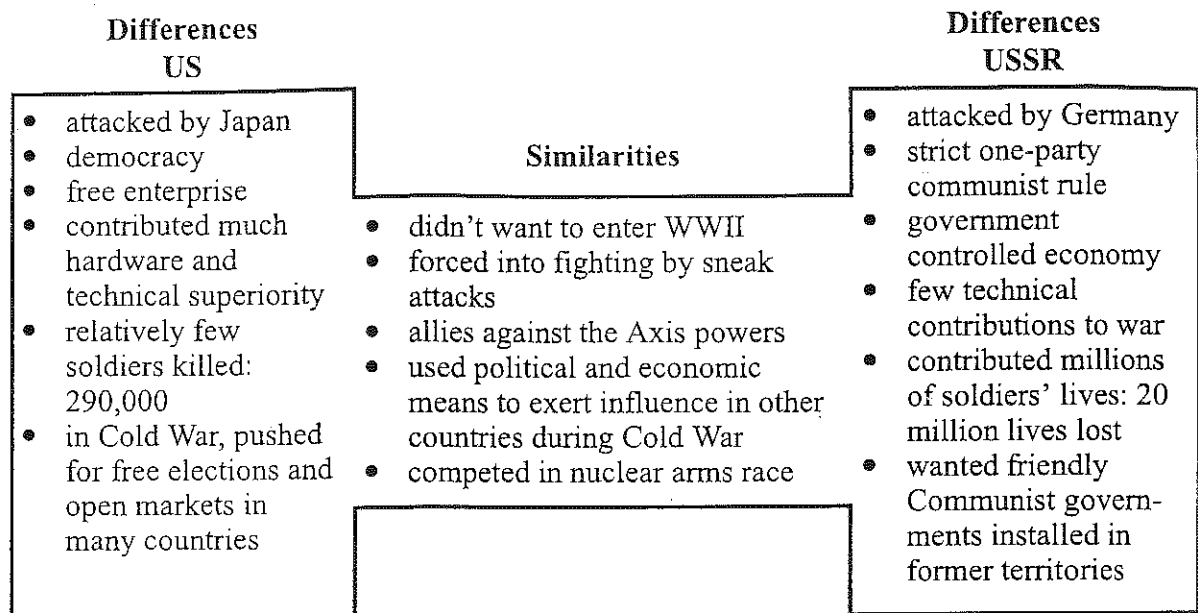 Differences
US
• attacked by Japan
• democracy
• free enterprise
• contributed much
hardware and
technical superiority
• relatively few
soldiers killed:
290,000
• in Cold War, pushed
for free elections and
open markets in
many countries
Similarities
• didn't want to enter WWII
• forced into fighting by sneak
attacks
• allies against the Axis powers
• used political and economic
means to exert influence in other
countries during Cold War
• competed in nuclear arms race
Differences
USSR
• attacked by Germany
• strict one-party
communist rule
• government
controlled economy
• few technical
contributions to war
• contributed millions
of soldiers' lives: 20
million lives lost
• wanted friendly
Communist govern-
ments installed in
former territories